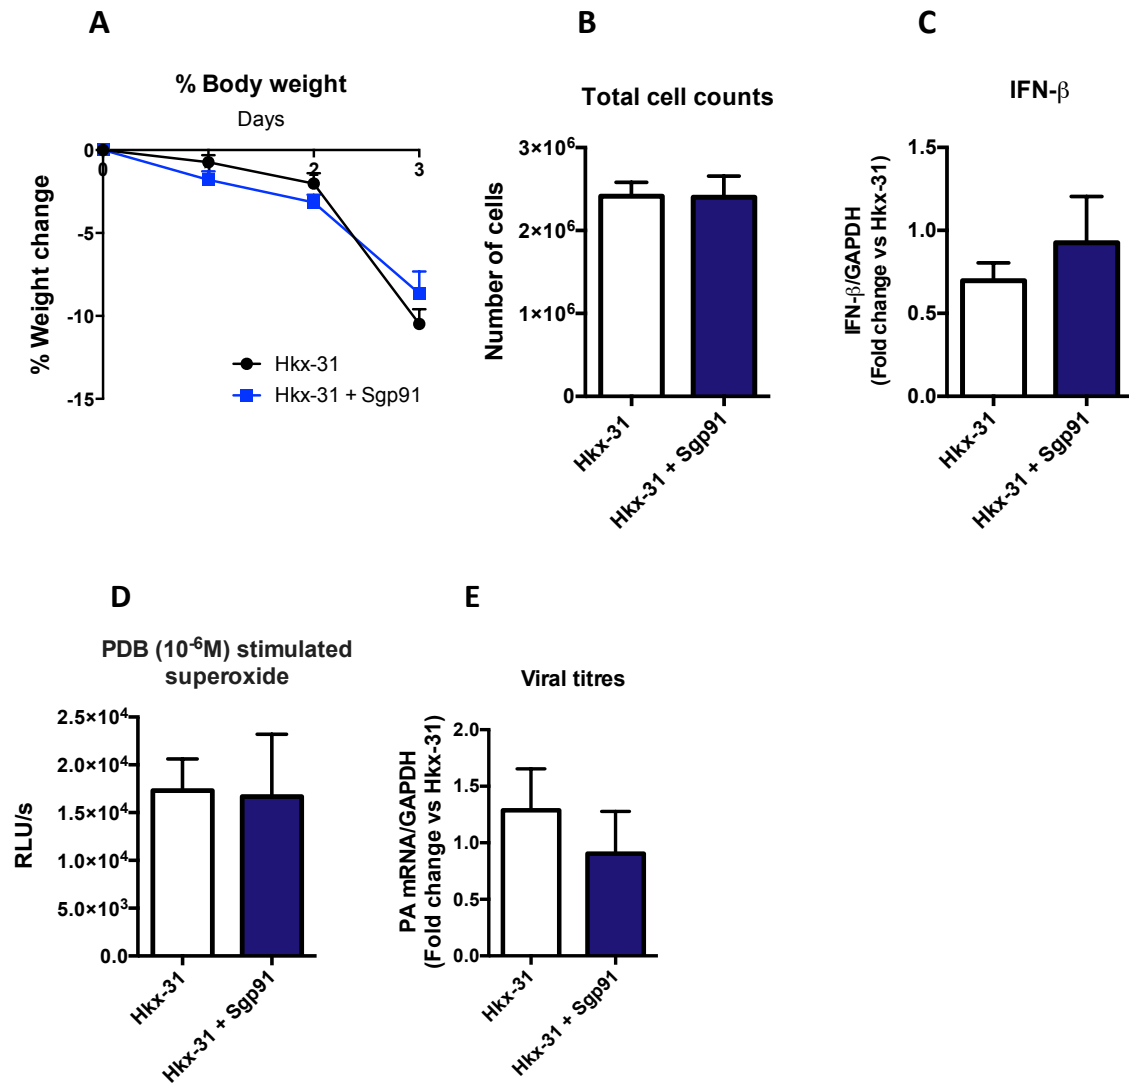 A
% Body weight
Days
0
0
2
3
-5
-10
-15
% Weight change
Hkx-31
Hkx-31 + Sgp91
B
Total cell counts
3×10⁶
2×10⁶
1×10⁶
0
Number of cells
Hkx-31
Hkx-31 + Sgp91
C
IFN-β
1.5
1.0
0.5
0.0
IFN-β/GAPDH
(Fold change vs Hkx-31)
Hkx-31
Hkx-31 + Sgp91
D
PDB (10⁻⁶M) stimulated
superoxide
2.5×10⁴
2.0×10⁴
1.5×10⁴
1.0×10⁴
5.0×10³
0.0
RLU/s
Hkx-31
Hkx-31 + Sgp91
E
Viral titres
2.0
1.5
1.0
0.5
0.0
PA mRNA/GAPDH
(Fold change vs Hkx-31)
Hkx-31
Hkx-31 + Sgp91